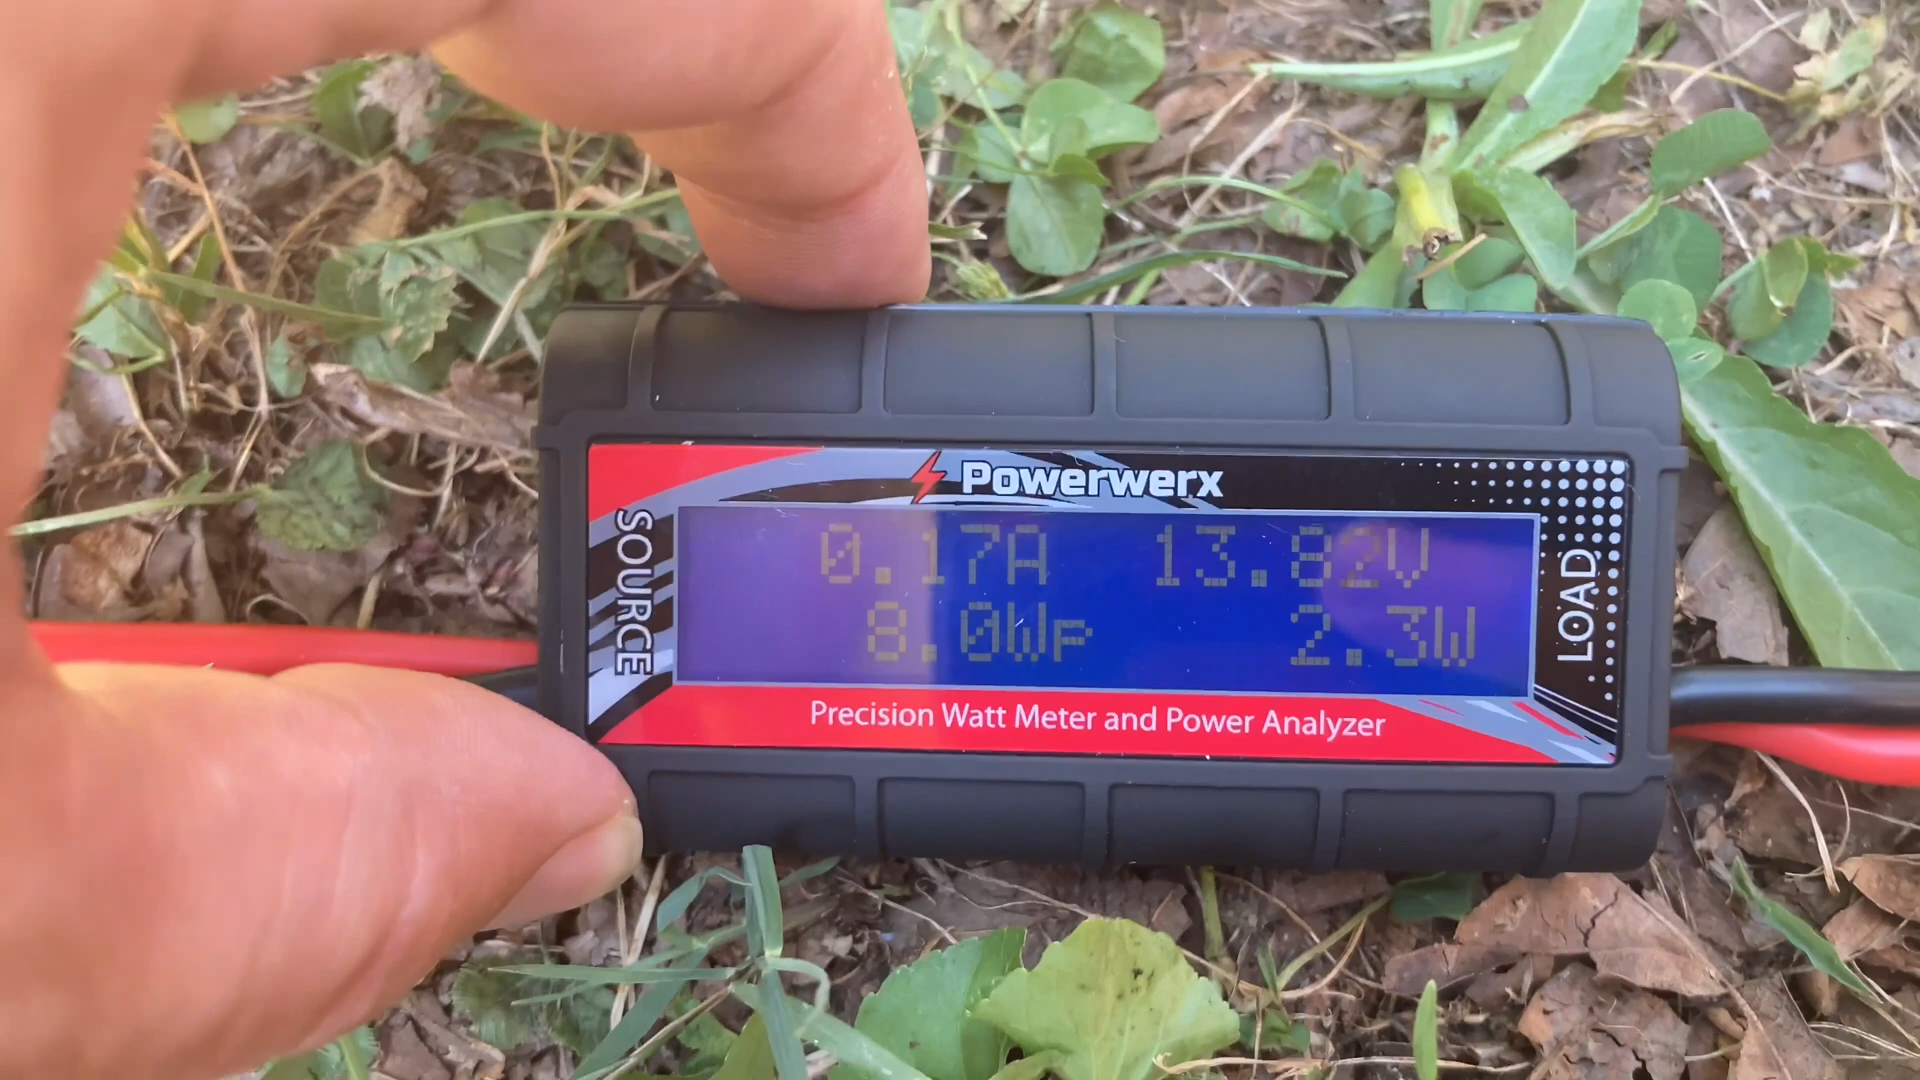 Powerwerx
SOURCE
0.17A 13.82V
8.0Wp 2.3W
LOAD
Precision Watt Meter and Power Analyzer